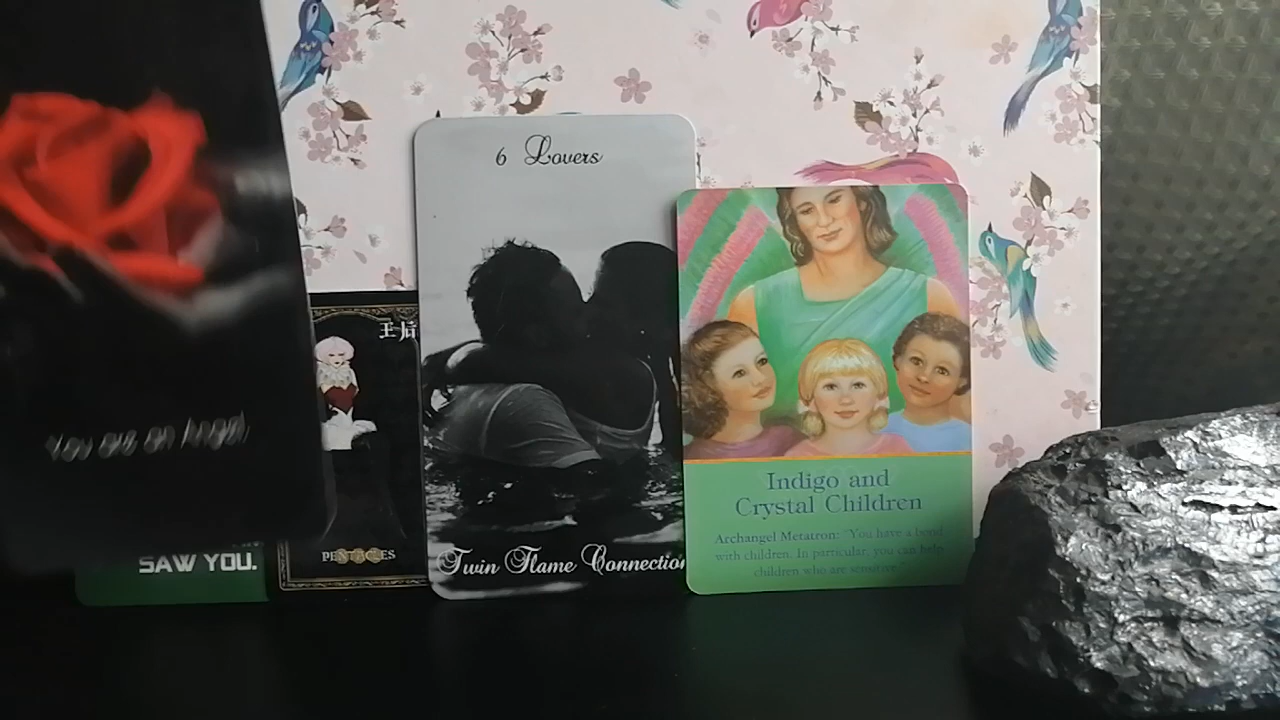 You are an Angel
SAW YOU.
王后
PENTACLES
6 Lovers
Twin Flame Connection
Indigo and
Crystal Children
Archangel Metatron: "You have a bond
with children. In particular, you can help
children who are sensitive."